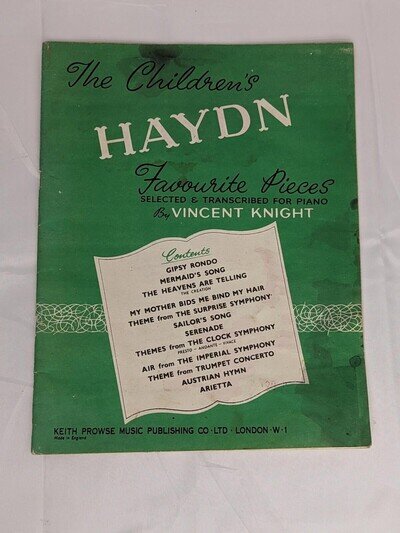 The Children's
HAYDN
Favourite Pieces
SELECTED & TRANSCRIBED FOR PIANO
By VINCENT KNIGHT
Contents
GIPSY RONDO
MERMAID'S SONG
THE HEAVENS ARE TELLING
THE CREATION
MY MOTHER BIDS ME BIND MY HAIR
THEME from THE SURPRISE SYMPHONY
SAILOR'S SONG
SERENADE
THEMES from THE CLOCK SYMPHONY
PRESTO - ANDANTE - VIVACE
AIR from THE IMPERIAL SYMPHONY
THEME from TRUMPET CONCERTO
AUSTRIAN HYMN
ARIETTA
KEITH PROWSE MUSIC PUBLISHING CO·LTD · LONDON·W·1
Made in England